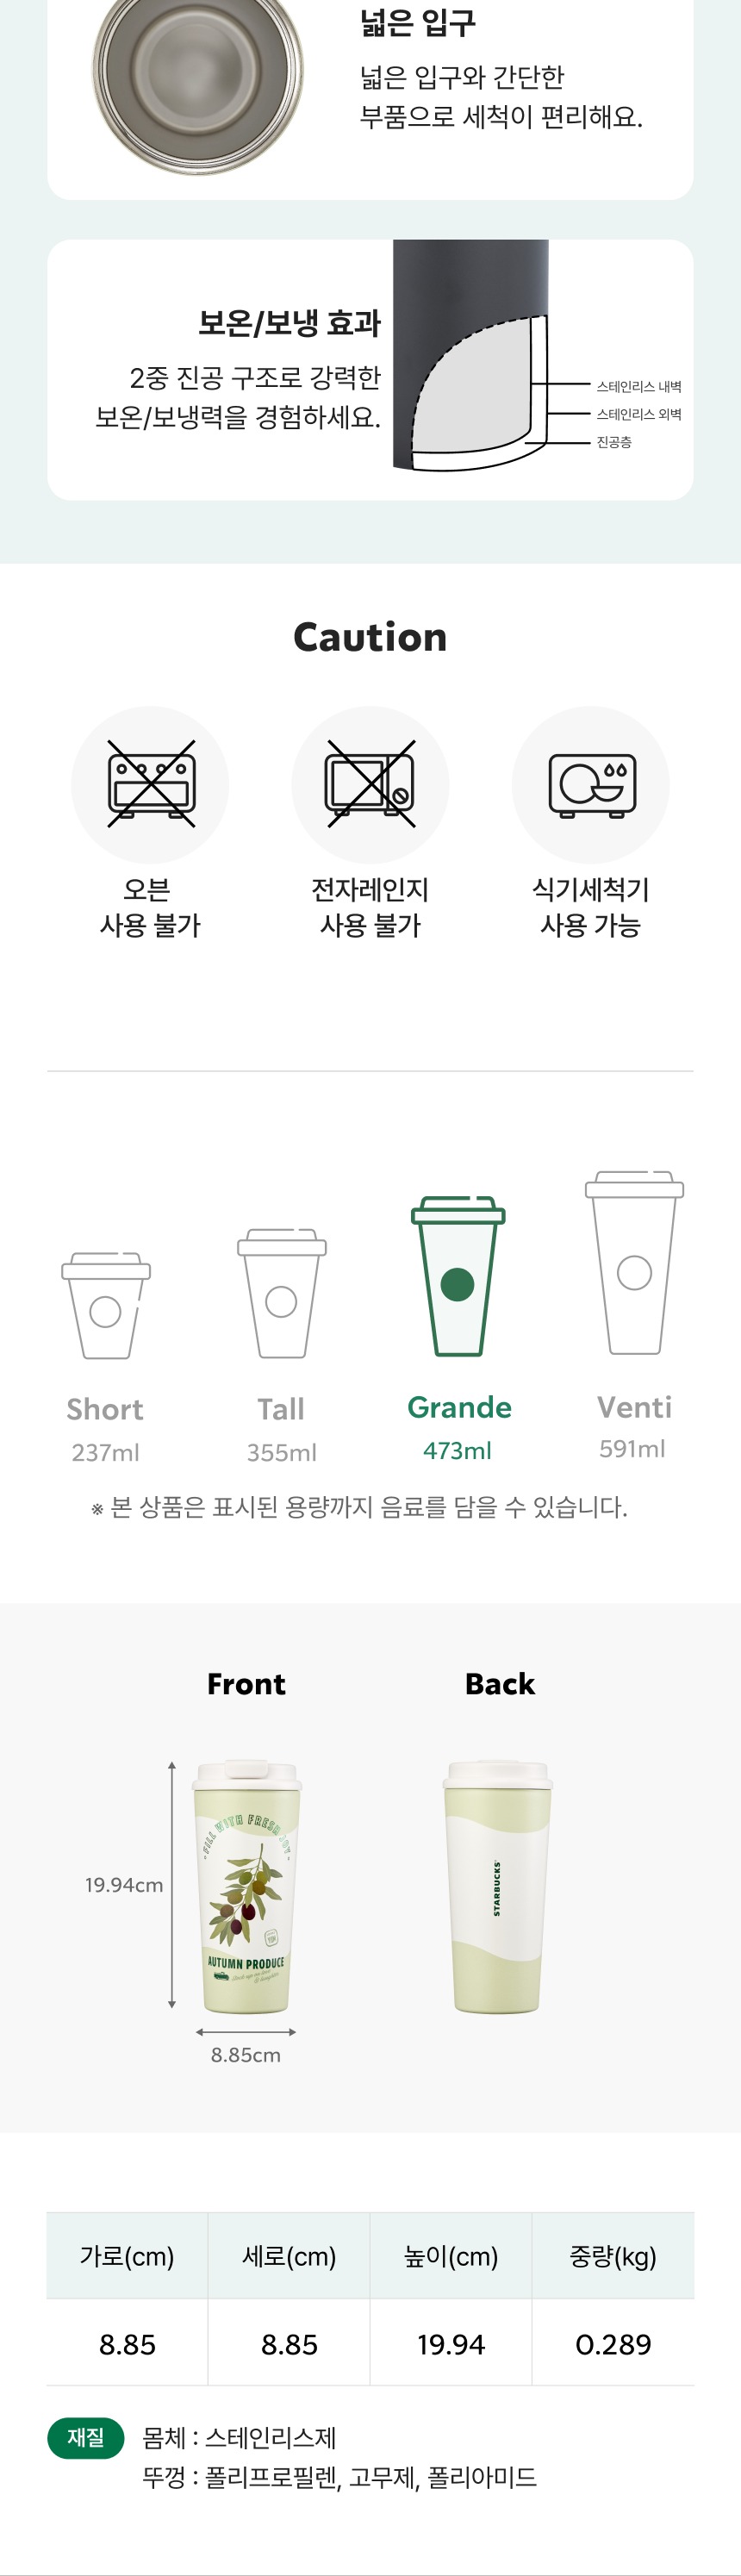 넓은 입구
넓은 입구와 간단한
부품으로 세척이 편리해요.
보온/보냉 효과
2중 진공 구조로 강력한
보온/보냉력을 경험하세요.
스테인리스 내벽
스테인리스 외벽
진공층
Caution
오븐
사용 불가
전자레인지
사용 불가
식기세척기
사용 가능
Short
237ml
Tall
355ml
Grande
473ml
Venti
591ml
※ 본 상품은 표시된 용량까지 음료를 담을 수 있습니다.
Front
Back
19.94cm
FILL WITH FRESH JOY
AUTUMN PRODUCE
8.85cm
STARBUCKS
가로(cm) 세로(cm) 높이(cm) 중량(kg)
8.85 8.85 19.94 0.289
재질 몸체 : 스테인리스제
뚜껑 : 폴리프로필렌, 고무제, 폴리아미드